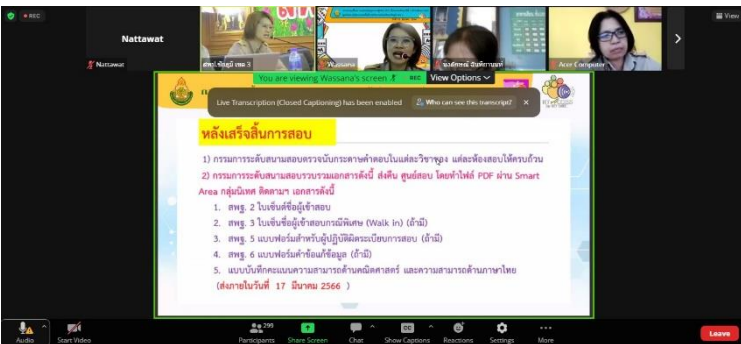 REC
View
Nattawat
Nattawat
สพป.ชัยภูมิ เขต 3
Wassana
Acer Computer
You are viewing Wassana's screen
REC
View Options
Live Transcription (Closed Captioning) has been enabled
Who can see this transcript?
หลังเสร็จสิ้นการสอบ
1) กรรมการระดับสนามสอบตรวจนับกระดาษคำตอบในแต่ละวิชาของ แต่ละห้องสอบให้ครบถ้วน
2) กรรมการระดับสนามสอบรวบรวมเอกสารดังนี้ ส่งคืน ศูนย์สอบ โดยทำไฟล์ PDF ผ่าน Smart
Area กลุ่มนิเทศ ติดตามฯ เอกสารดังนี้
1. สพฐ. 2 ใบเซ็นต์ชื่อผู้เข้าสอบ
2. สพฐ. 3 ใบเซ็นชื่อผู้เข้าสอบกรณีพิเศษ (Walk in) (ถ้ามี)
3. สพฐ. 5 แบบฟอร์มสำหรับผู้ปฏิบัติผิดระเบียบการสอบ (ถ้ามี)
4. สพฐ. 6 แบบฟอร์มคำขอแก้ข้อมูล (ถ้ามี)
5. แบบบันทึกคะแนนความสามารถด้านคณิตศาสตร์ และความสามารถด้านภาษาไทย
(ส่งภายในวันที่ 17 มีนาคม 2566 )
Audio
Start Video
299
Participants
Share Screen
Chat
CC
Show Captions
Reactions
Settings
More
Leave